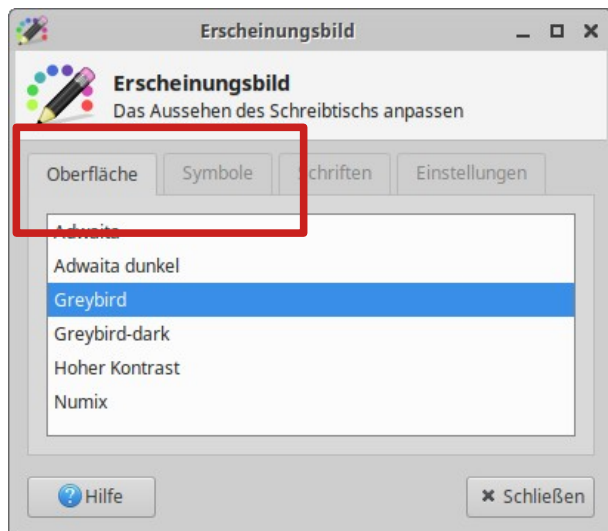 Erscheinungsbild
Erscheinungsbild
Das Aussehen des Schreibtischs anpassen
Oberfläche Symbole Schriften Einstellungen
Adwaita
Adwaita dunkel
Greybird
Greybird-dark
Hoher Kontrast
Numix
Hilfe Schließen